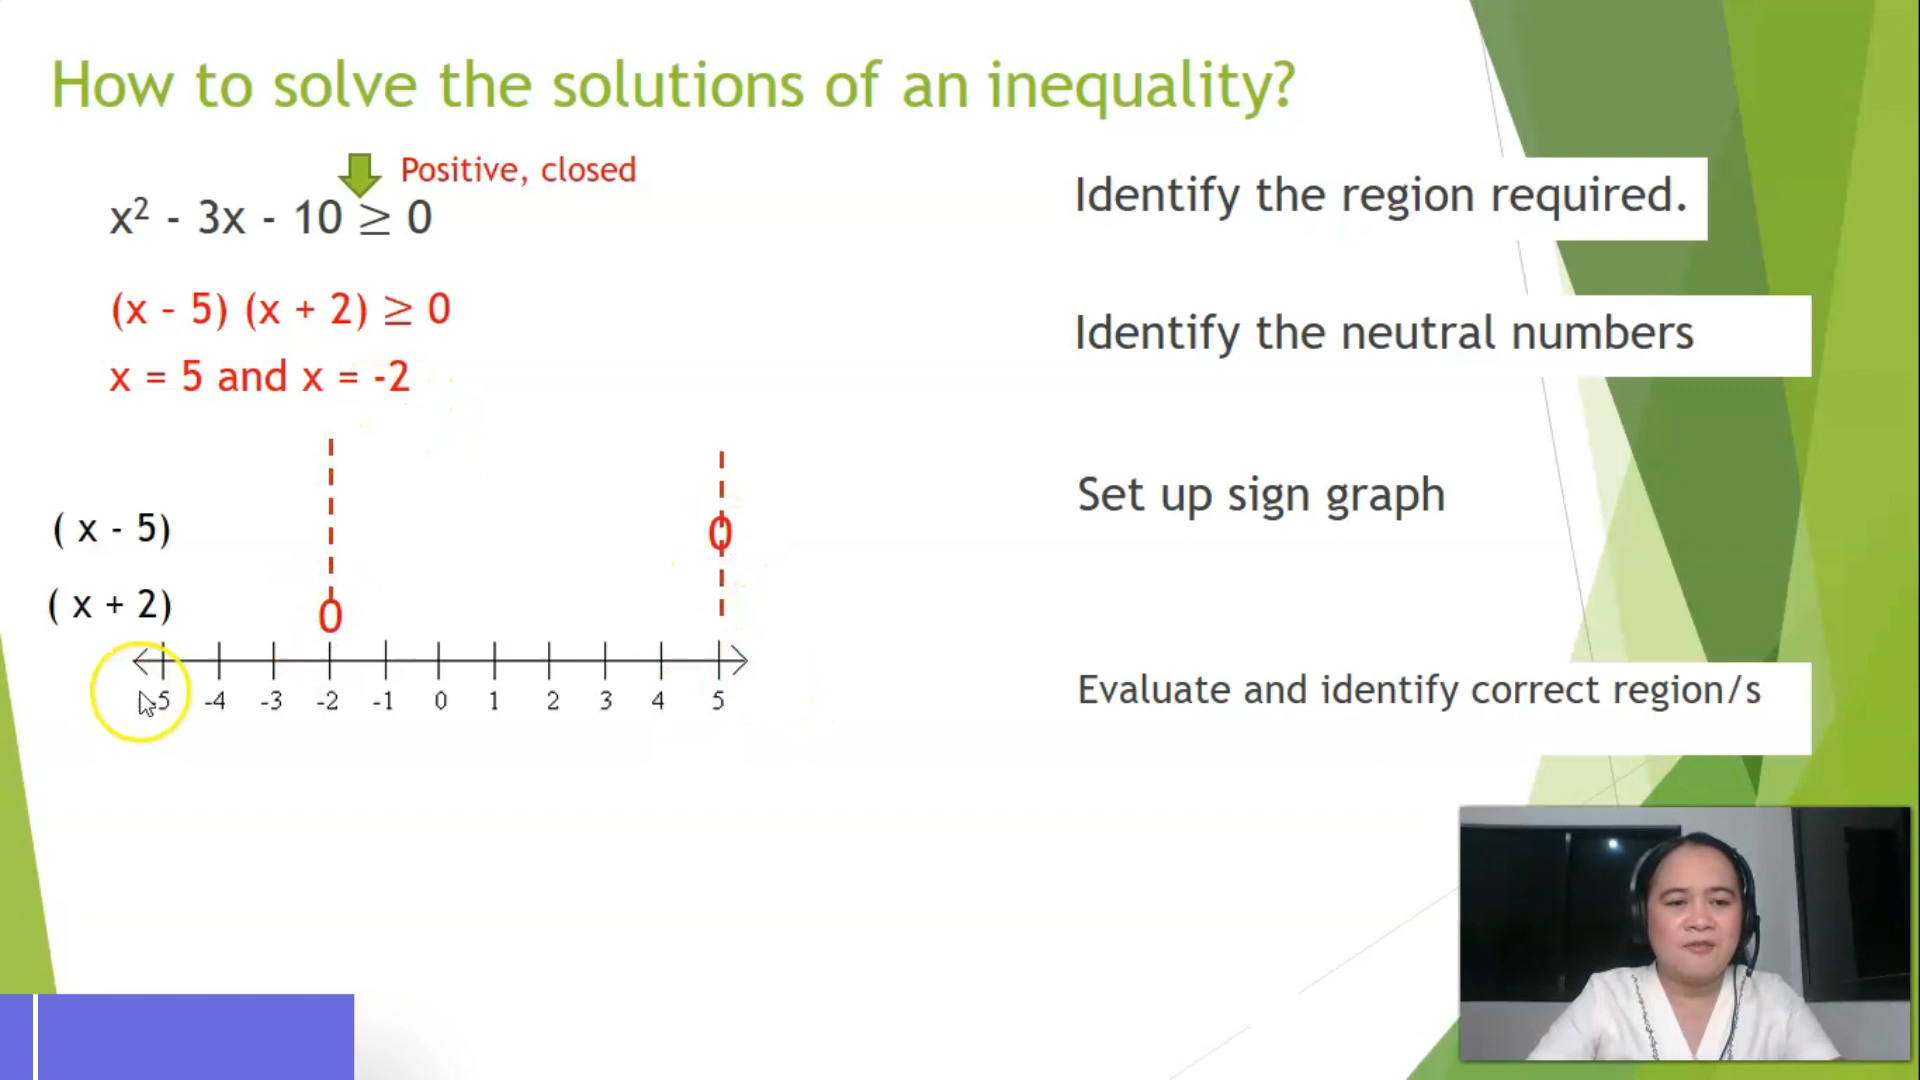 How to solve the solutions of an inequality?
Positive, closed
x² - 3x - 10 ≥ 0
(x - 5) (x + 2) ≥ 0
x = 5 and x = -2
( x - 5)
0
( x + 2)
0
-5 -4 -3 -2 -1 0 1 2 3 4 5
Identify the region required.
Identify the neutral numbers
Set up sign graph
Evaluate and identify correct region/s